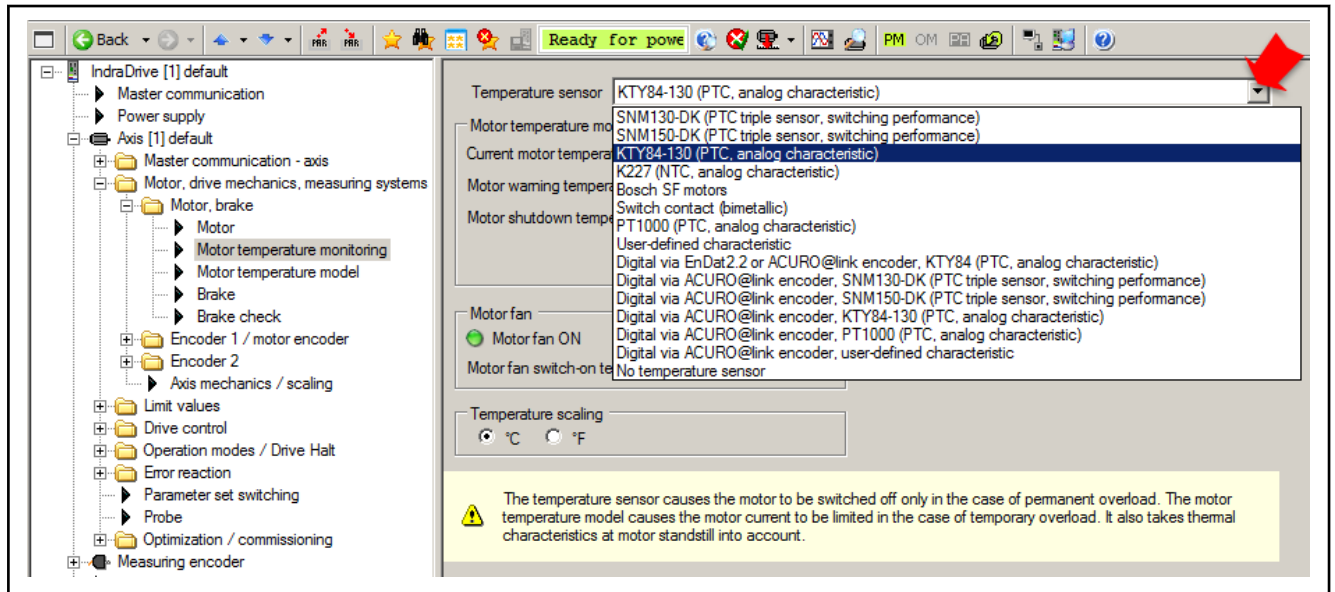 Back
PAR
PAR
Ready for powe
PM
OM
IndraDrive [1] default
Master communication
Power supply
Axis [1] default
Master communication - axis
Motor, drive mechanics, measuring systems
Motor, brake
Motor
Motor temperature monitoring
Motor temperature model
Brake
Brake check
Encoder 1 / motor encoder
Encoder 2
Axis mechanics / scaling
Limit values
Drive control
Operation modes / Drive Halt
Error reaction
Parameter set switching
Probe
Optimization / commissioning
Measuring encoder
Temperature sensor KTY84-130 (PTC, analog characteristic)
Motor temperature mo
Current motor tempera
Motor warning tempera
Motor shutdown tempe
SNM130-DK (PTC triple sensor, switching performance)
SNM150-DK (PTC triple sensor, switching performance)
KTY84-130 (PTC, analog characteristic)
K227 (NTC, analog characteristic)
Bosch SF motors
Switch contact (bimetallic)
PT1000 (PTC, analog characteristic)
User-defined characteristic
Digital via EnDat2.2 or ACURO@link encoder, KTY84 (PTC, analog characteristic)
Digital via ACURO@link encoder, SNM130-DK (PTC triple sensor, switching performance)
Digital via ACURO@link encoder, SNM150-DK (PTC triple sensor, switching performance)
Digital via ACURO@link encoder, KTY84-130 (PTC, analog characteristic)
Digital via ACURO@link encoder, PT1000 (PTC, analog characteristic)
Digital via ACURO@link encoder, user-defined characteristic
No temperature sensor
Motor fan
Motor fan ON
Motor fan switch-on te
Temperature scaling
°C °F
The temperature sensor causes the motor to be switched off only in the case of permanent overload. The motor
temperature model causes the motor current to be limited in the case of temporary overload. It also takes thermal
characteristics at motor standstill into account.